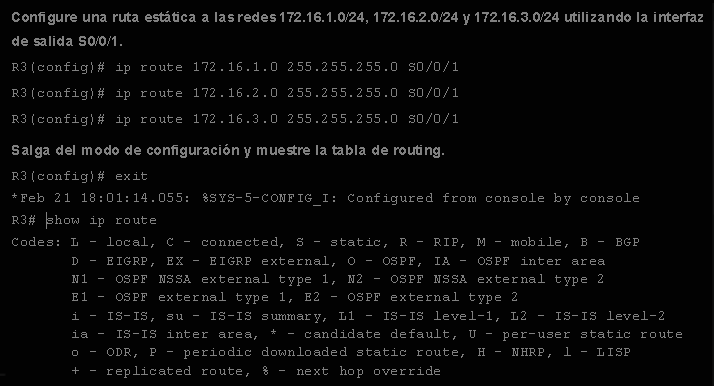 Configure una ruta estática a las redes 172.16.1.0/24, 172.16.2.0/24 y 172.16.3.0/24 utilizando la interfaz
de salida S0/0/1.
R3(config)# ip route 172.16.1.0 255.255.255.0 S0/0/1
R3(config)# ip route 172.16.2.0 255.255.255.0 S0/0/1
R3(config)# ip route 172.16.3.0 255.255.255.0 S0/0/1
Salga del modo de configuración y muestre la tabla de routing.
R3(config)# exit
*Feb 21 18:01:14.055: %SYS-5-CONFIG_I: Configured from console by console
R3# show ip route
Codes: L - local, C - connected, S - static, R - RIP, M - mobile, B - BGP
D - EIGRP, EX - EIGRP external, O - OSPF, IA - OSPF inter area
N1 - OSPF NSSA external type 1, N2 - OSPF NSSA external type 2
E1 - OSPF external type 1, E2 - OSPF external type 2
i - IS-IS, su - IS-IS summary, L1 - IS-IS level-1, L2 - IS-IS level-2
ia - IS-IS inter area, * - candidate default, U - per-user static route
o - ODR, P - periodic downloaded static route, H - NHRP, l - LISP
+ - replicated route, % - next hop override